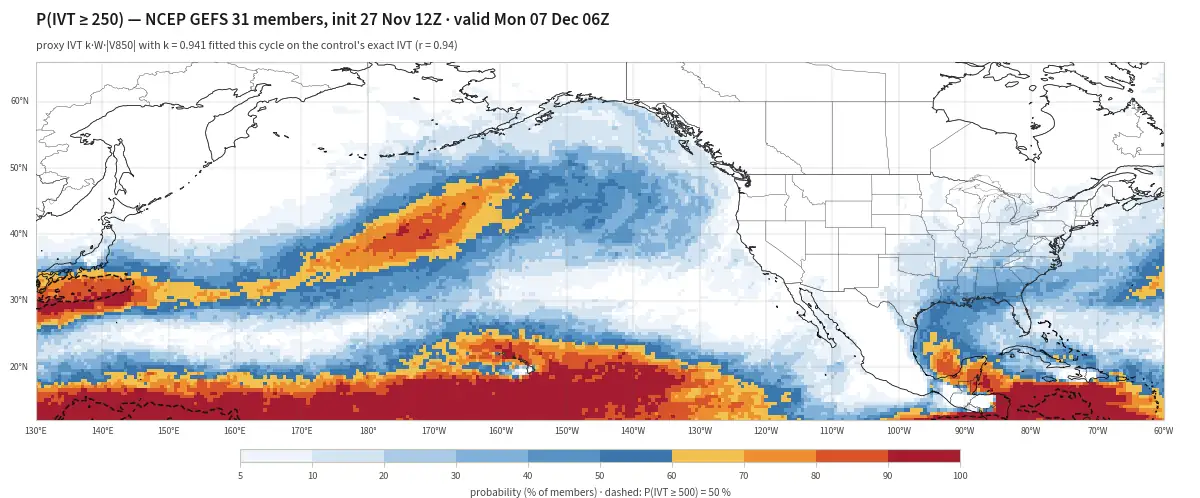 P(IVT ≥ 250) — NCEP GEFS 31 members, init 27 Nov 12Z · valid Mon 07 Dec 06Z
proxy IVT k·W·|V850| with k = 0.941 fitted this cycle on the control's exact IVT (r = 0.94)
60°N
50°N
40°N
30°N
20°N
130°E 140°E 150°E 160°E 170°E 180° 170°W 160°W 150°W 140°W 130°W 120°W 110°W 100°W 90°W 80°W 70°W 60°W
5 10 20 30 40 50 60 70 80 90 100
probability (% of members) · dashed: P(IVT ≥ 500) = 50 %